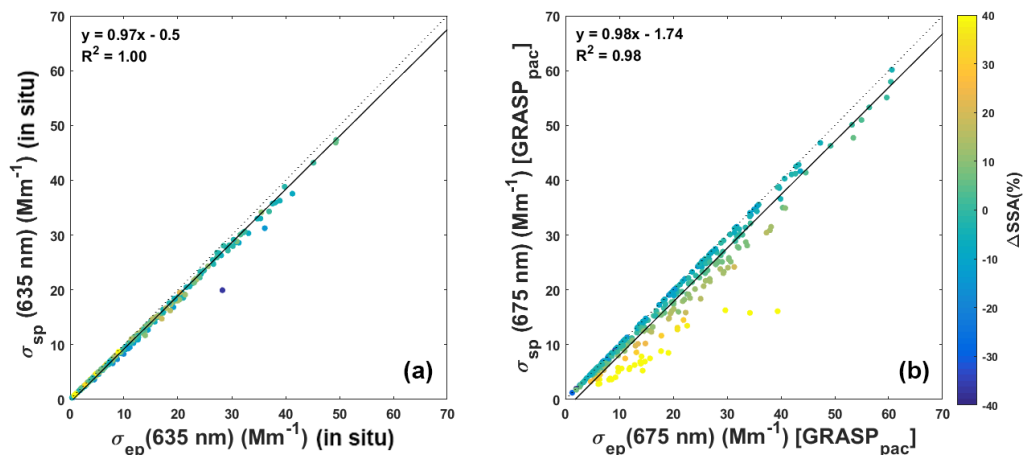 y = 0.97x - 0.5
R² = 1.00
70
60
50
40
30
20
10
0
σsp (635 nm) (Mm⁻¹) (in situ)
(a)
0 10 20 30 40 50 60 70
σep(635 nm) (Mm⁻¹) (in situ)
y = 0.98x - 1.74
R² = 0.98
70
60
50
40
30
20
10
0
σsp (675 nm) (Mm⁻¹) [GRASPpac]
(b)
0 10 20 30 40 50 60 70
σep(675 nm) (Mm⁻¹) [GRASPpac]
40
30
20
10
0
-10
-20
-30
-40
△SSA(%)